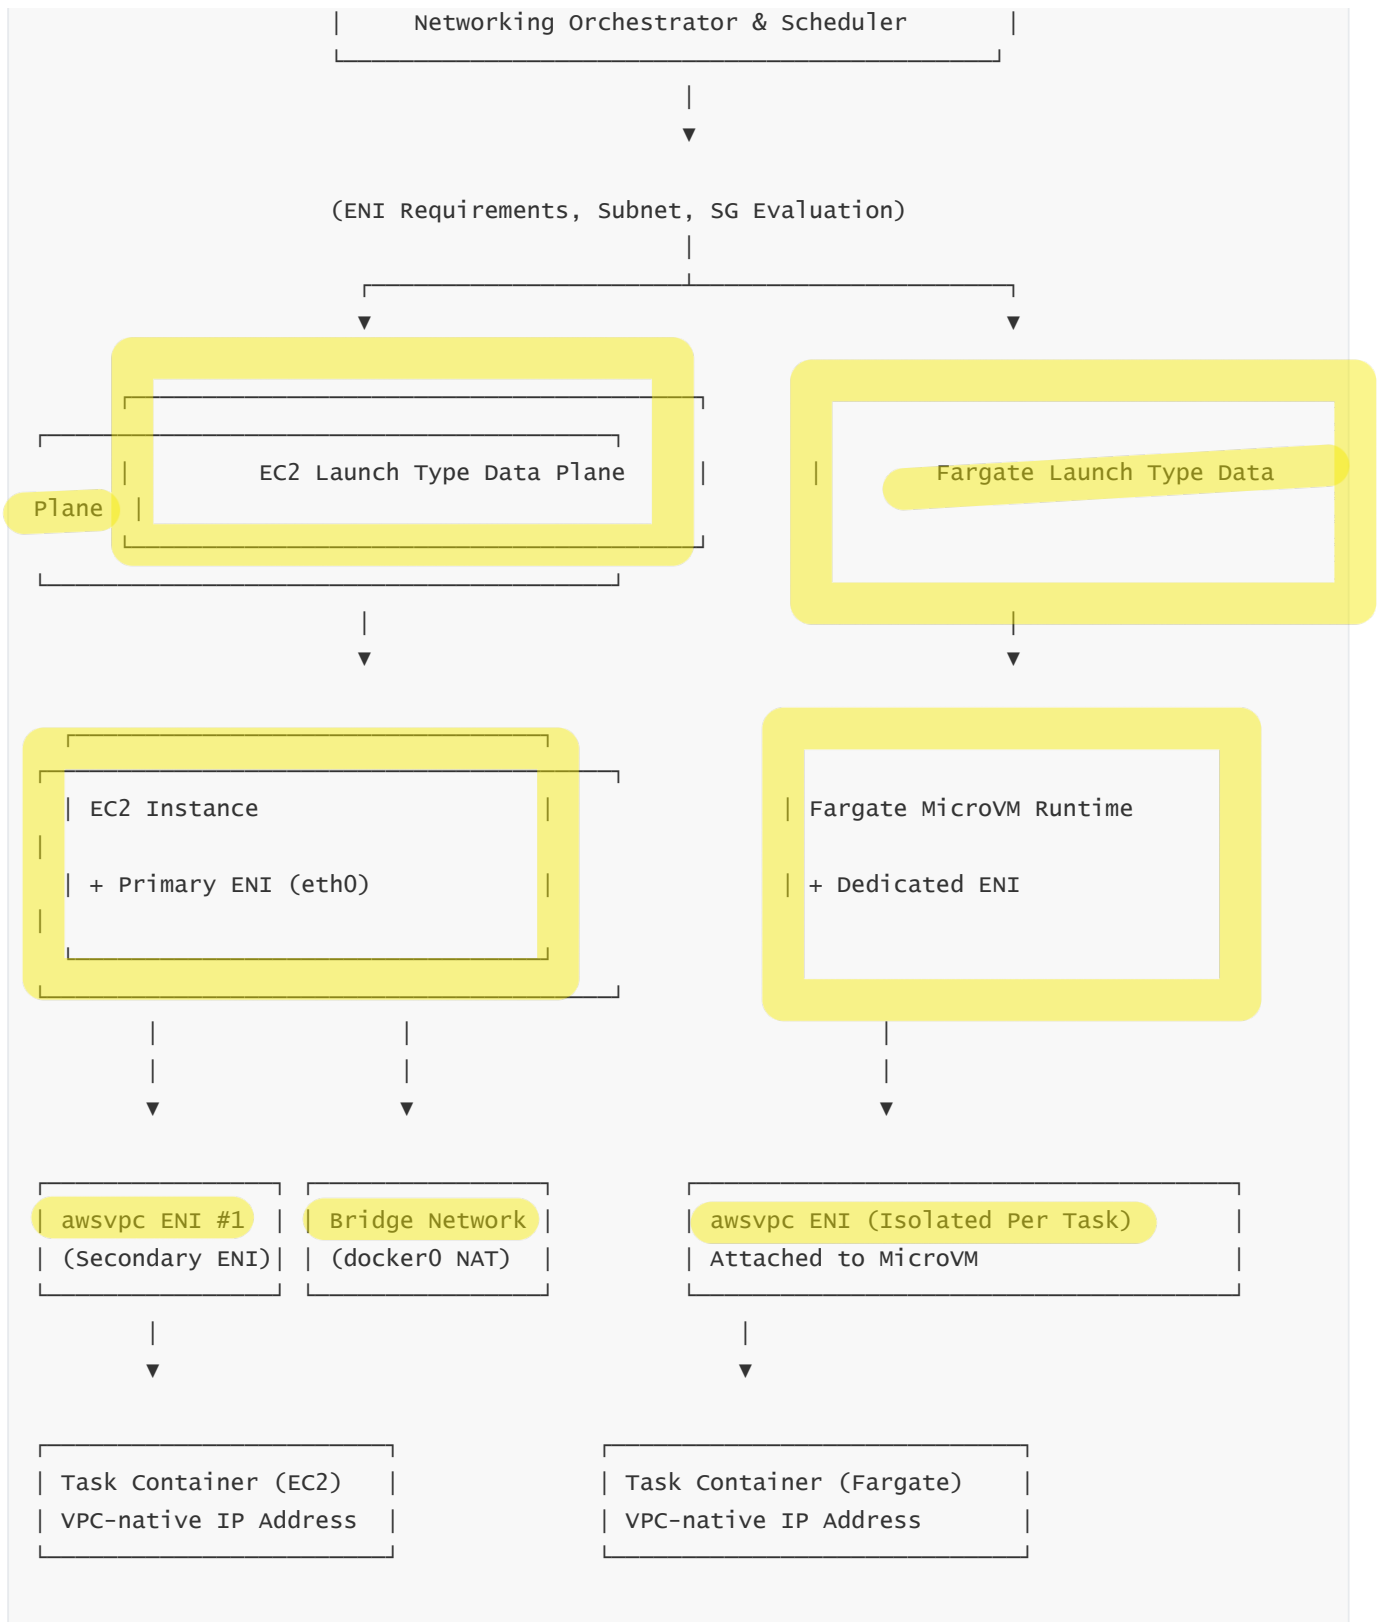 Networking Orchestrator & Scheduler
(ENI Requirements, Subnet, SG Evaluation)
EC2 Launch Type Data Plane Fargate Launch Type Data
Plane
EC2 Instance Fargate MicroVM Runtime
+ Primary ENI (eth0) + Dedicated ENI
awsvpc ENI #1 Bridge Network awsvpc ENI (Isolated Per Task)
(Secondary ENI) (docker0 NAT) Attached to MicroVM
Task Container (EC2) Task Container (Fargate)
VPC-native IP Address VPC-native IP Address